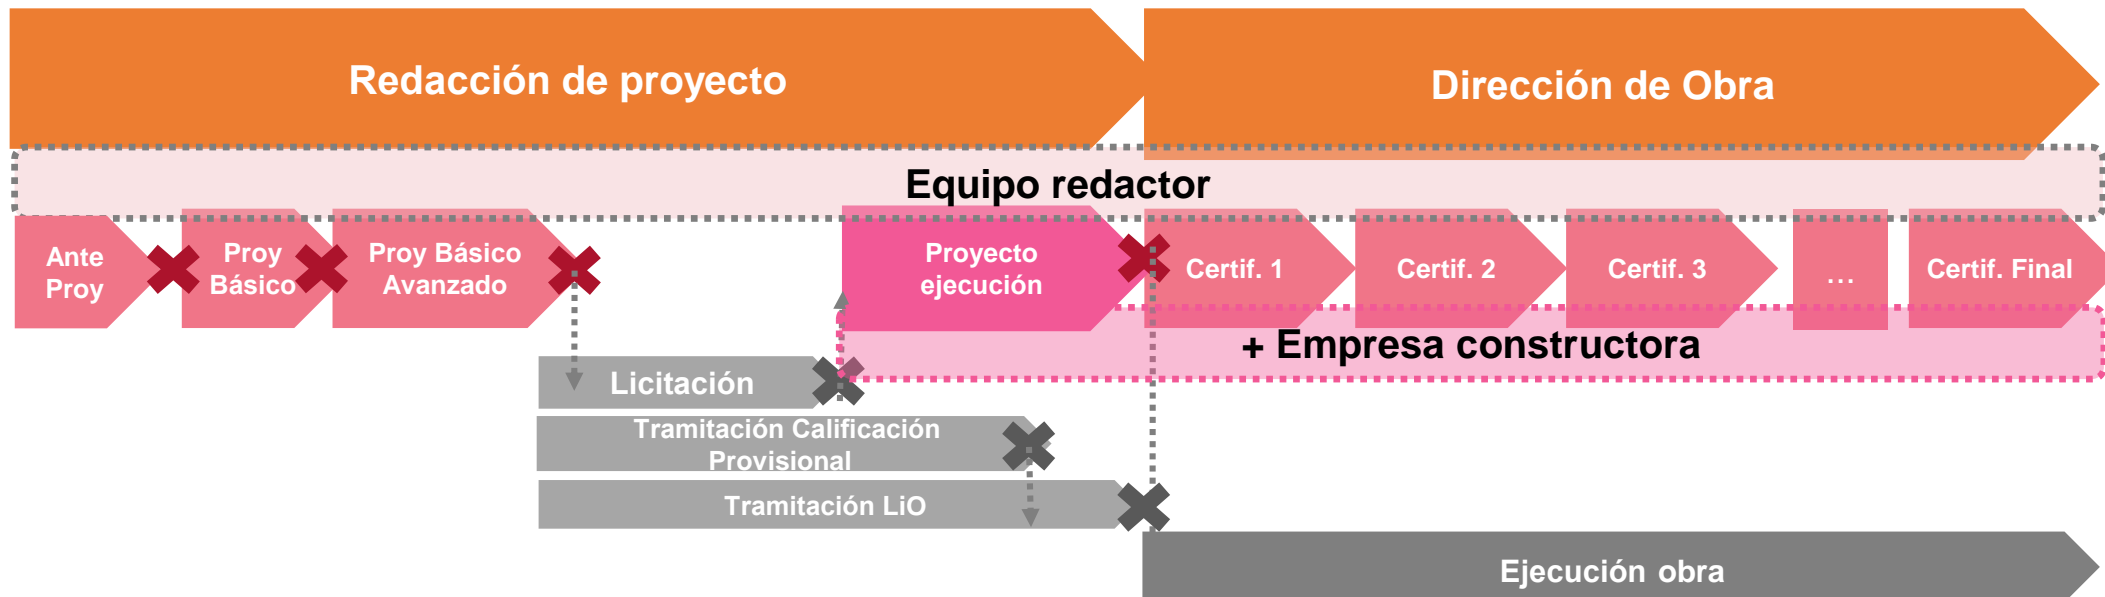 Redacción de proyecto
Dirección de Obra
Equipo redactor
Ante
Proy
Proy
Básico
Proy Básico
Avanzado
Proyecto
ejecución
Certif. 1
Certif. 2
Certif. 3
...
Certif. Final
+ Empresa constructora
Licitación
Tramitación Calificación
Provisional
Tramitación LiO
Ejecución obra